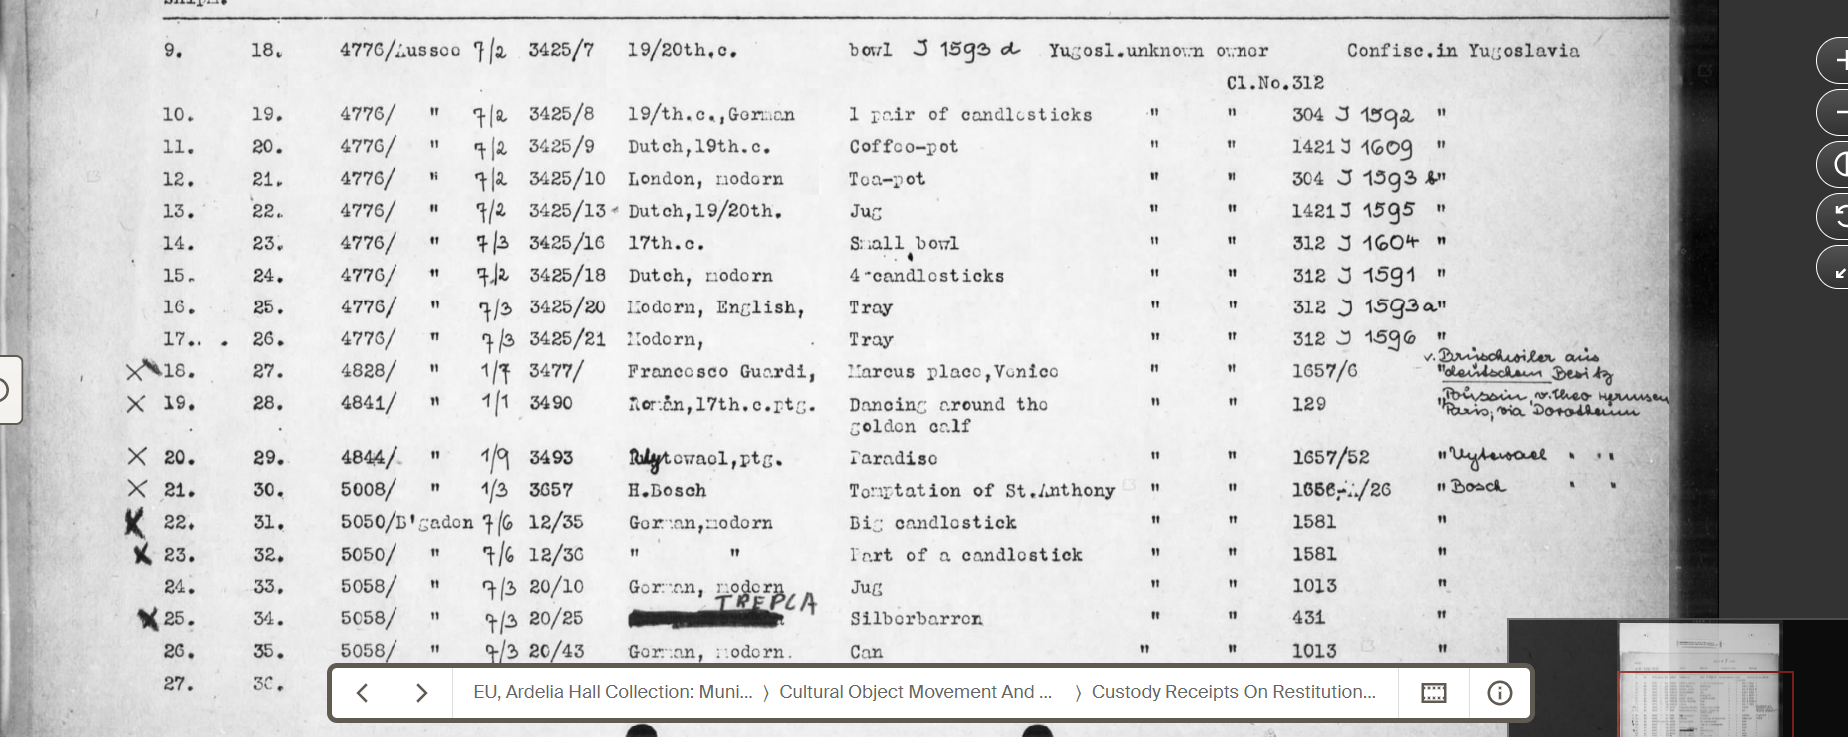 9. 18. 4776/Aussee 7/2 3425/7 19/20th.c. bowl J 1593 d Yugosl.unknown owner Confisc.in Yugoslavia
Cl.No.312
10. 19. 4776/ " 7/2 3425/8 19/th.c.,German 1 pair of candlesticks " " 304 J 1592 "
11. 20. 4776/ " 7/2 3425/9 Dutch,19th.c. Coffee-pot " " 1421 J 1609 "
12. 21. 4776/ " 7/2 3425/10 London, modern Tea-pot " " 304 J 1593 b "
13. 22. 4776/ " 7/2 3425/13 Dutch,19/20th. Jug " " 1421 J 1595 "
14. 23. 4776/ " 7/3 3425/16 17th.c. Small bowl " " 312 J 1604 "
15. 24. 4776/ " 7/2 3425/18 Dutch, modern 4 candlesticks " " 312 J 1591 "
16. 25. 4776/ " 7/3 3425/20 Modern, English, Tray " " 312 J 1593a "
17. 26. 4776/ " 7/3 3425/21 Modern, Tray " " 312 J 1596 "
18. 27. 4828/ " 1/7 3477/ Francesco Guardi, Marcus place,Venice " " 1657/6 " v. Brüschwiler aus
deutschem Besitz
19. 28. 4841/ " 1/1 3490 Roman,17th.c.ptg. Dancing around the " " 129 " Poussin, v. Theo Hermsen
Paris, via Dorotheum
golden calf
20. 29. 4844/ " 1/9 3493 ptg. Paradise " " 1657/52 " Uytewael " "
21. 30. 5008/ " 1/3 3657 H.Bosch Temptation of St.Anthony " " /26 " Bosch " "
22. 31. 5050/B'gaden 7/6 12/35 German,modern Big candlestick " " 1581 "
23. 32. 5050/ " 7/6 12/36 " " Part of a candlestick " " 1581 "
24. 33. 5058/ " 7/3 20/10 German, modern Jug " " 1013 "
TREPCA
25. 34. 5058/ " 7/3 20/25 Silberbarren " " 431 "
26. 35. 5058/ " 7/3 20/43 German, modern. Can " " 1013 "
27. 36.
EU, Ardelia Hall Collection: Muni... 〉 Cultural Object Movement And ... 〉 Custody Receipts On Restitution...